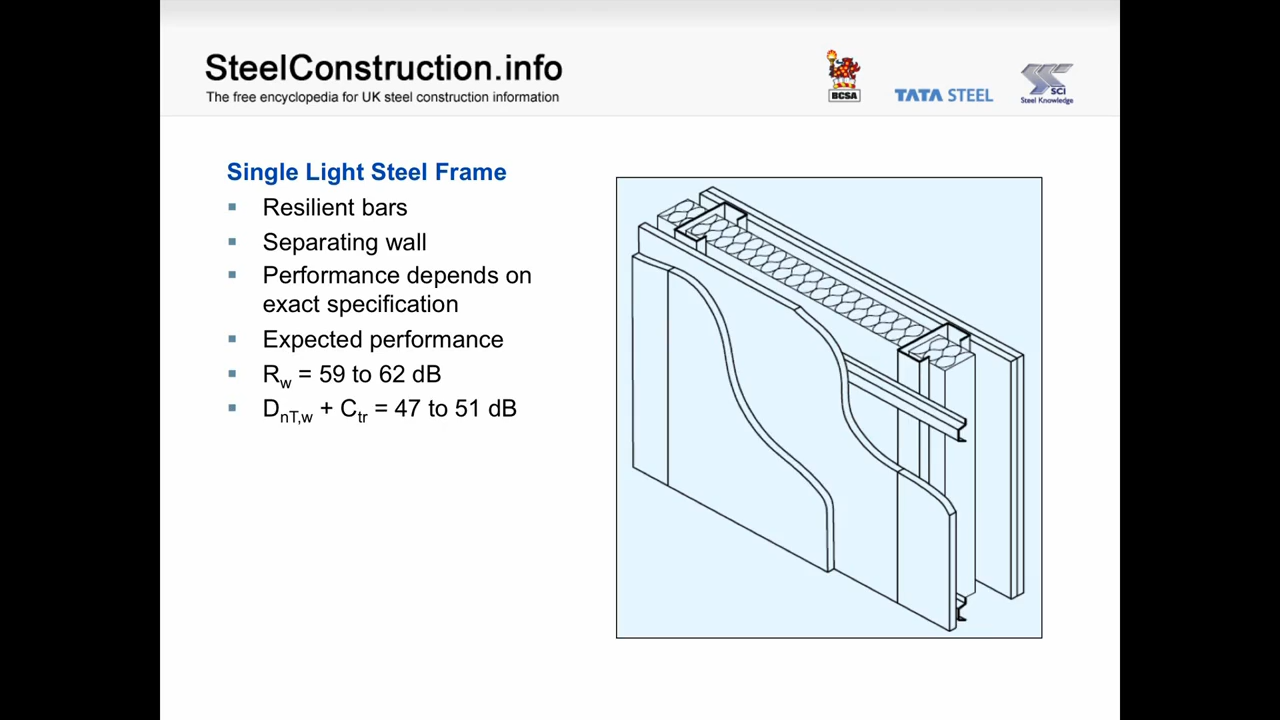 SteelConstruction.info
The free encyclopedia for UK steel construction information
BCSA
TATA STEEL
SCI
Steel Knowledge
Single Light Steel Frame
▪ Resilient bars
▪ Separating wall
▪ Performance depends on
exact specification
▪ Expected performance
▪ Rw = 59 to 62 dB
▪ DnT,w + Ctr = 47 to 51 dB